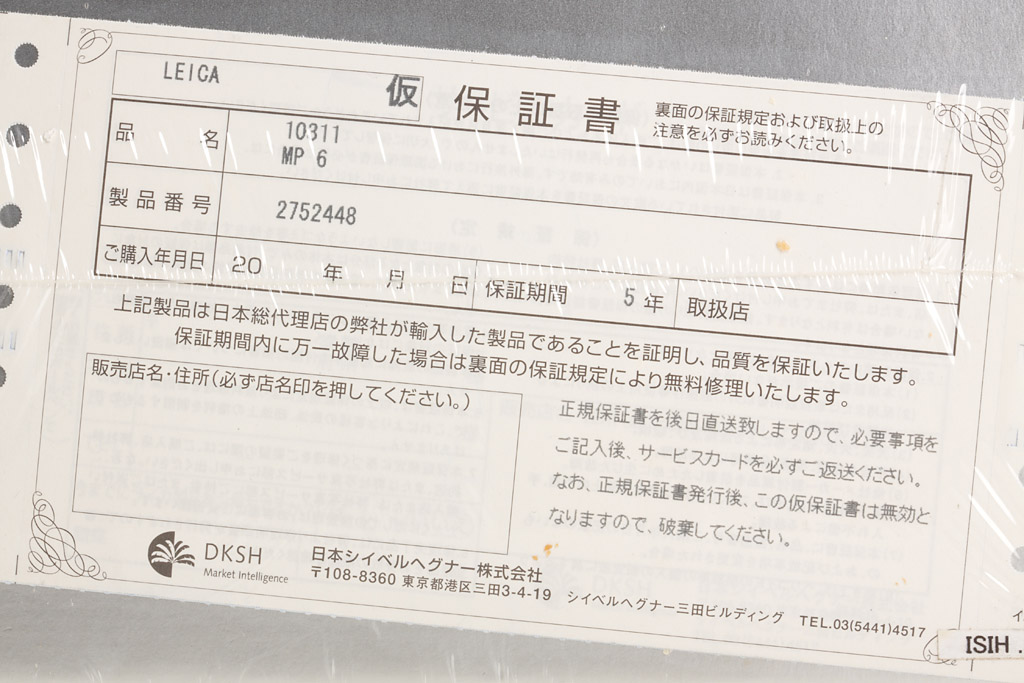 LEICA
仮 保証書
裏面の保証規定および取扱上の
注意を必ずお読みください。
品名 10311
MP 6
製品番号 2752448
ご購入年月日 20 年 月 日 保証期間 5年 取扱店
上記製品は日本総代理店の弊社が輸入した製品であることを証明し、品質を保証いたします。
保証期間内に万一故障した場合は裏面の保証規定により無料修理いたします。
販売店名・住所(必ず店名印を押してください。)
正規保証書を後日直送致しますので、必要事項を
ご記入後、サービスカードを必ずご返送ください。
なお、正規保証書発行後、この仮保証書は無効と
なりますので、破棄してください。
DKSH
Market Intelligence
日本シイベルヘグナー株式会社
〒108-8360 東京都港区三田3-4-19 シイベルヘグナー三田ビルディング TEL.03(5441)4517
ISIH .